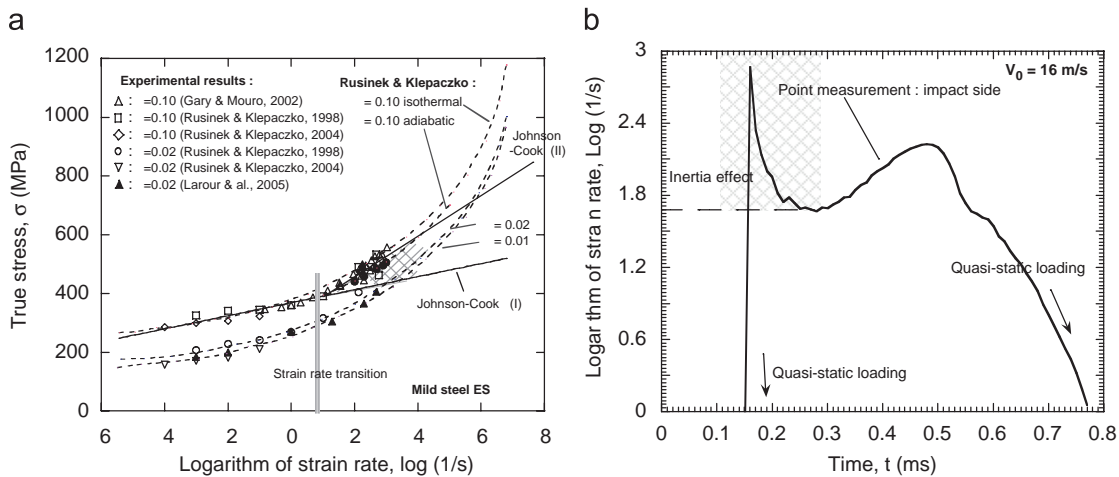 a
1200
1000
800
600
400
200
0
6 4 2 0 2 4 6 8
True stress, σ (MPa)
Logarithm of strain rate, log (1/s)
Experimental results :
: =0.10 (Gary & Mouro, 2002)
: =0.10 (Rusinek & Klepaczko, 1998)
: =0.10 (Rusinek & Klepaczko, 2004)
: =0.02 (Rusinek & Klepaczko, 1998)
: =0.02 (Rusinek & Klepaczko, 2004)
: =0.02 (Larour & al., 2005)
Rusinek & Klepaczko :
= 0.10 isothermal
= 0.10 adiabatic
Johnson
-Cook (II)
= 0.02
= 0.01
Johnson-Cook (I)
Strain rate transition
Mild steel ES
b
3
2.4
1.8
1.2
0.6
0
0 0.1 0.2 0.3 0.4 0.5 0.6 0.7 0.8
Logar thm of stra n rate, Log (1/s)
Time, t (ms)
V0 = 16 m/s
Point measurement : impact side
Inertia effect
Quasi-static loading
Quasi-static loading